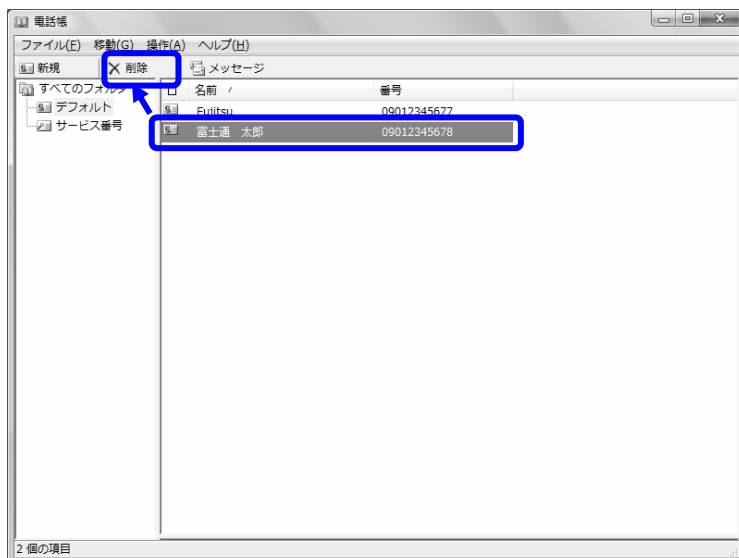 電話帳
ファイル(F) 移動(G) 操作(A) ヘルプ(H)
新規 削除 メッセージ
すべてのフォルダ 名前 番号
デフォルト Fujitsu 09012345677
サービス番号 富士通 太郎 09012345678
2 個の項目